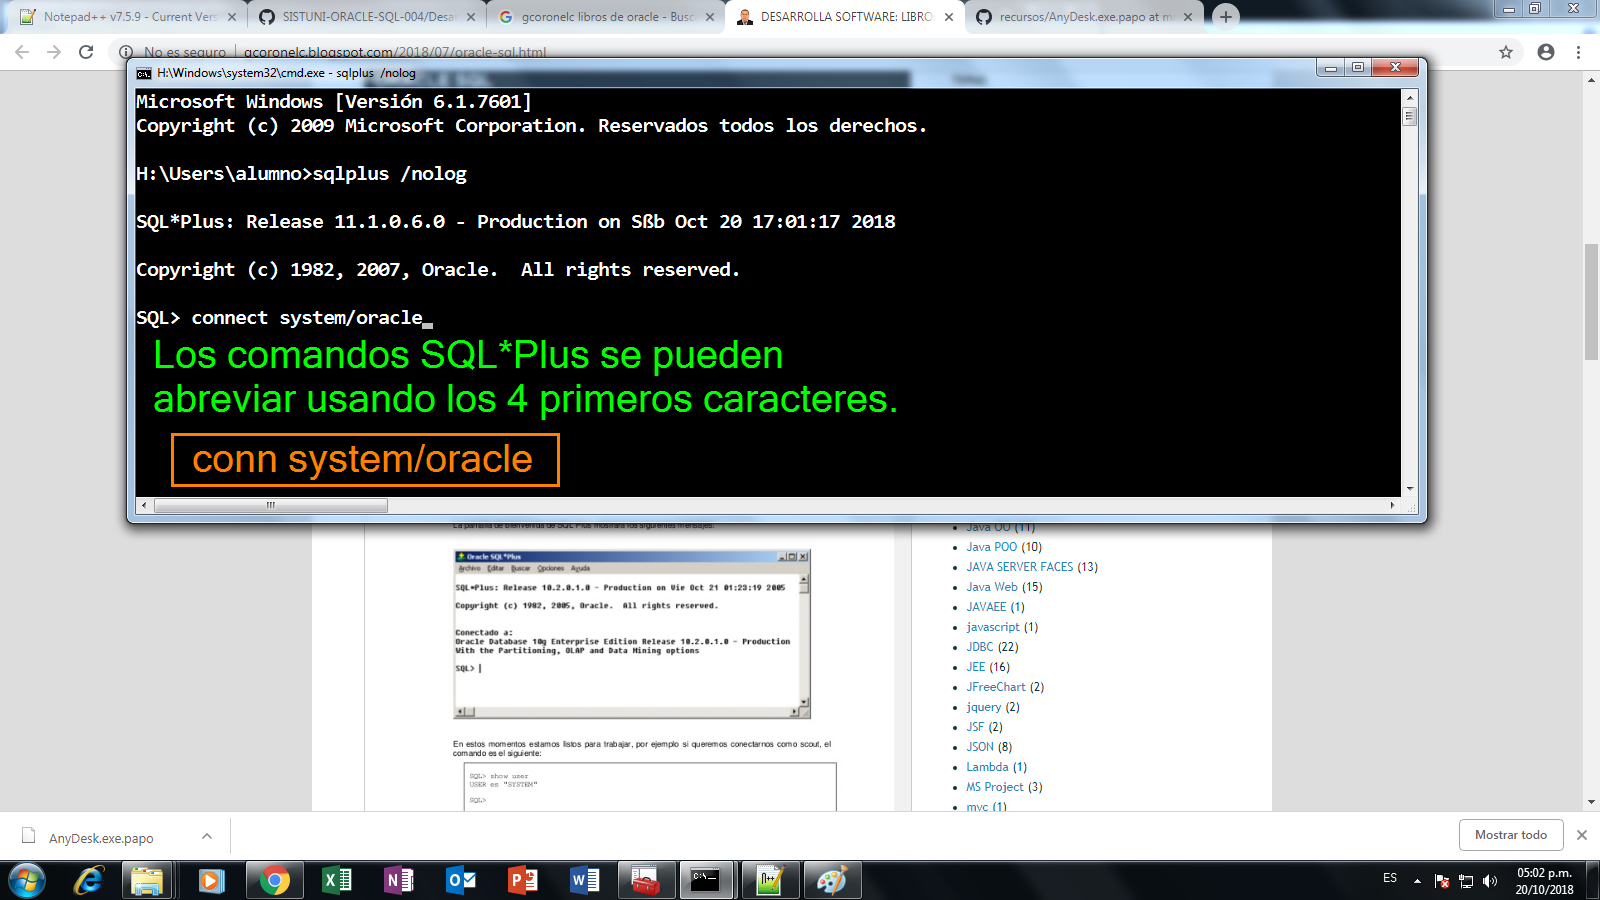 Notepad++ v7.5.9 - Current Vers
SISTUNI-ORACLE-SQL-004/Desar
gcoronelc libros de oracle - Busc
DESARROLLA SOFTWARE: LIBRO
recursos/AnyDesk.exe.papo at m
No es seguro | gcoronelc.blogspot.com/2018/07/oracle-sql.html
H:\Windows\system32\cmd.exe - sqlplus /nolog
Microsoft Windows [Versión 6.1.7601]
Copyright (c) 2009 Microsoft Corporation. Reservados todos los derechos.
H:\Users\alumno>sqlplus /nolog
SQL*Plus: Release 11.1.0.6.0 - Production on Sßb Oct 20 17:01:17 2018
Copyright (c) 1982, 2007, Oracle.  All rights reserved.
SQL> connect system/oracle
Los comandos SQL*Plus se pueden
abreviar usando los 4 primeros caracteres.
conn system/oracle
La pantalla de bienvenida de SQL Plus mostrará los siguientes mensajes:
Oracle SQL*Plus
Archivo Editar Buscar Opciones Ayuda
SQL*Plus: Release 10.2.0.1.0 - Production on Vie Oct 21 01:23:19 2005
Copyright (c) 1982, 2005, Oracle.  All rights reserved.
Conectado a:
Oracle Database 10g Enterprise Edition Release 10.2.0.1.0 - Production
With the Partitioning, OLAP and Data Mining options
SQL>
En estos momentos estamos listos para trabajar, por ejemplo si queremos conectarnos como scout, el
comando es el siguiente:
SQL> show user
USER es "SYSTEM"
SQL>
Java OO (11)
Java POO (10)
JAVA SERVER FACES (13)
Java Web (15)
JAVAEE (1)
javascript (1)
JDBC (22)
JEE (16)
JFreeChart (2)
jquery (2)
JSF (2)
JSON (8)
Lambda (1)
MS Project (3)
mvc (1)
AnyDesk.exe.papo
Mostrar todo
ES
05:02 p.m.
20/10/2018